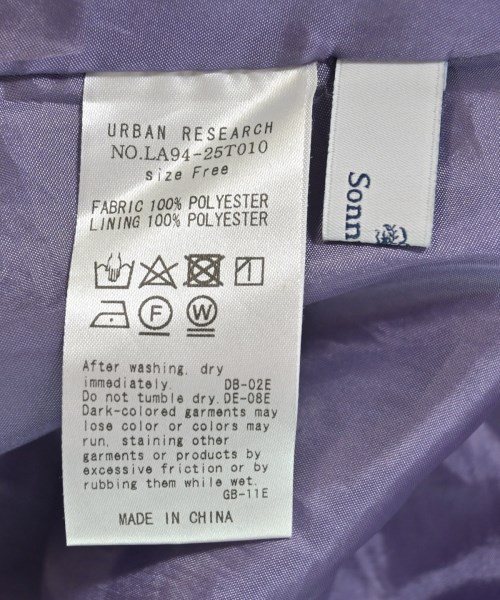 URBAN RESEARCH
NO.LA94-25T010
size Free
FABRIC 100% POLYESTER
LINING 100% POLYESTER
F
W
After washing, dry
immediately. DB-02E
Do not tumble dry. DE-08E
Dark-colored garments may
lose color or colors may
run, staining other
garments or products by
excessive friction or by
rubbing them while wet.
GB-11E
MADE IN CHINA
Sonn